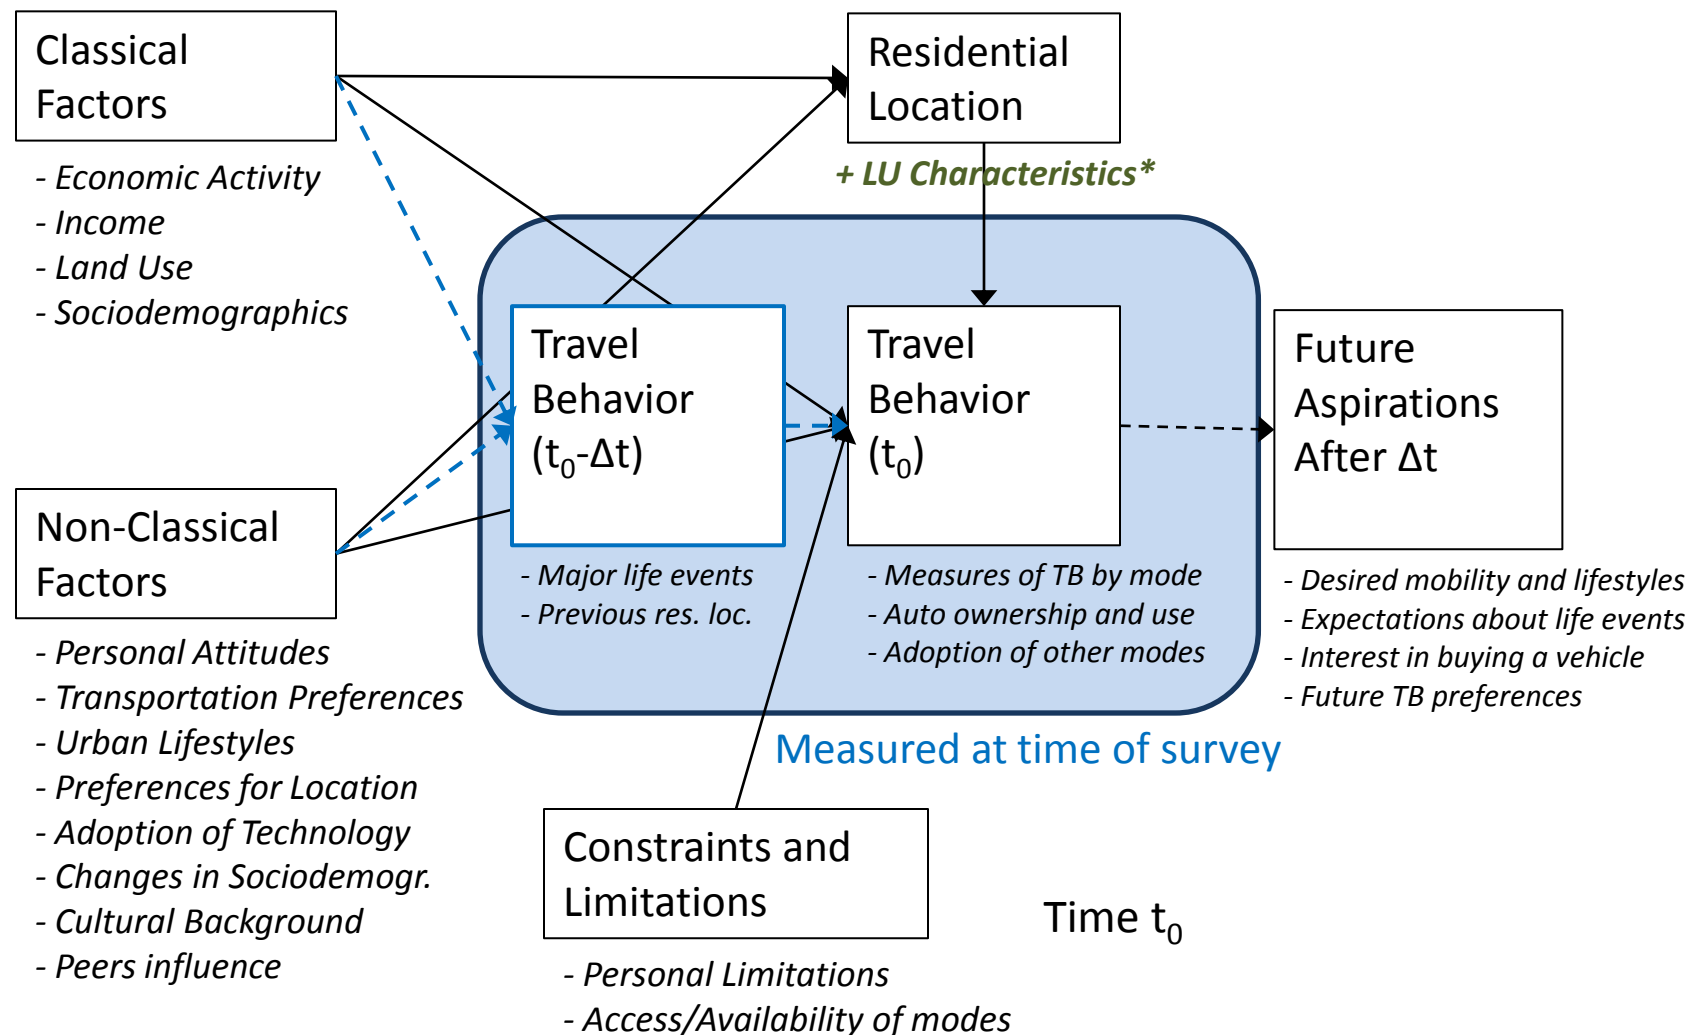 Classical
Factors
- Economic Activity
- Income
- Land Use
- Sociodemographics
Residential
Location
+ LU Characteristics*
Travel
Behavior
(t₀-Δt)
- Major life events
- Previous res. loc.
Travel
Behavior
(t₀)
- Measures of TB by mode
- Auto ownership and use
- Adoption of other modes
Future
Aspirations
After Δt
- Desired mobility and lifestyles
- Expectations about life events
- Interest in buying a vehicle
- Future TB preferences
Non-Classical
Factors
- Personal Attitudes
- Transportation Preferences
- Urban Lifestyles
- Preferences for Location
- Adoption of Technology
- Changes in Sociodemogr.
- Cultural Background
- Peers influence
Measured at time of survey
Constraints and
Limitations
- Personal Limitations
- Access/Availability of modes
Time t₀